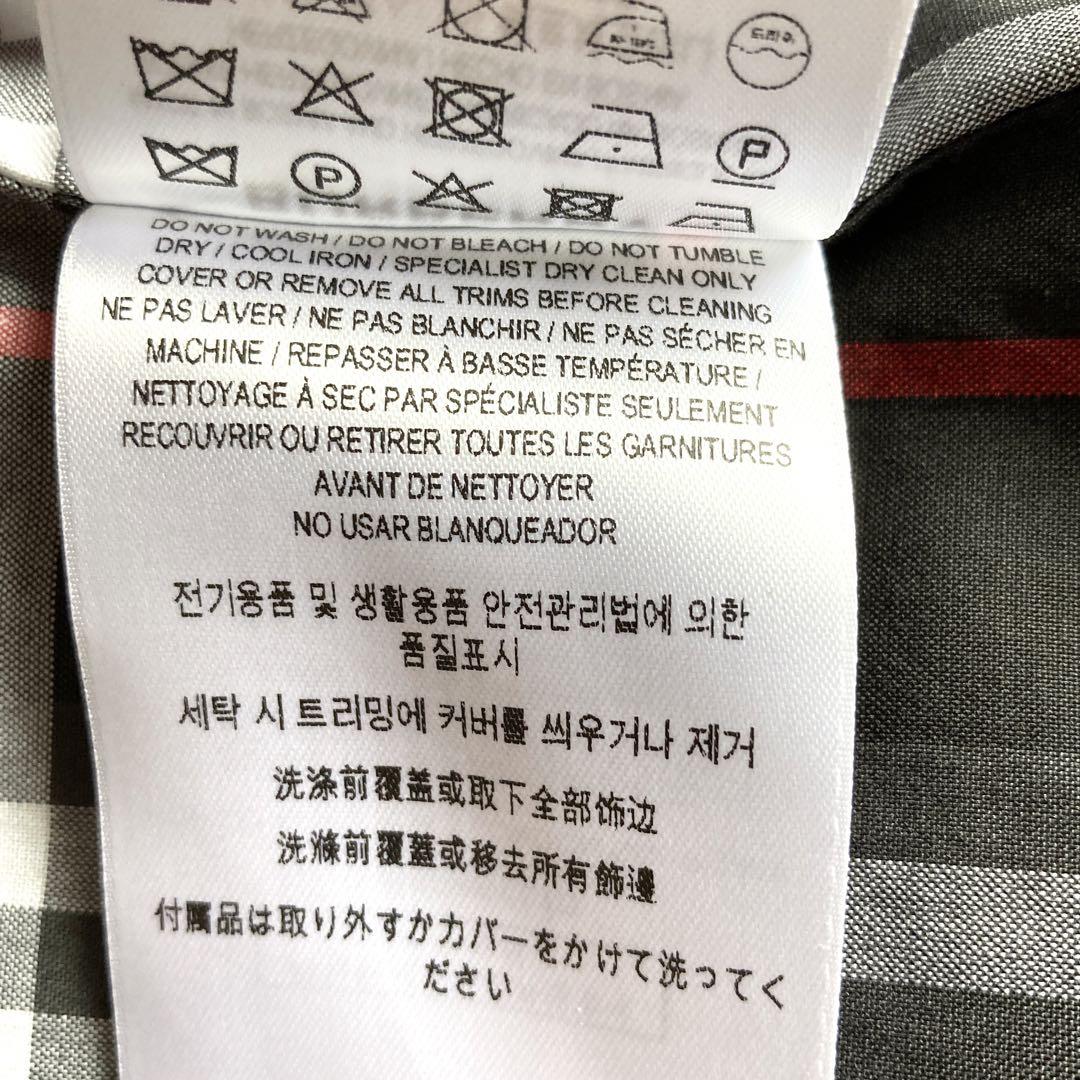 드라이
80~120℃
P
P
DO NOT WASH / DO NOT BLEACH / DO NOT TUMBLE
DRY / COOL IRON / SPECIALIST DRY CLEAN ONLY
COVER OR REMOVE ALL TRIMS BEFORE CLEANING
NE PAS LAVER / NE PAS BLANCHIR / NE PAS SÉCHER EN
MACHINE / REPASSER À BASSE TEMPÉRATURE /
NETTOYAGE À SEC PAR SPÉCIALISTE SEULEMENT
RECOUVRIR OU RETIRER TOUTES LES GARNITURES
AVANT DE NETTOYER
NO USAR BLANQUEADOR
전기용품 및 생활용품 안전관리법에 의한
품질표시
세탁 시 트리밍에 커버를 씌우거나 제거
洗涤前覆盖或取下全部饰边
洗滌前覆蓋或移去所有飾邊
付属品は取り外すかカバーをかけて洗ってく
ださい